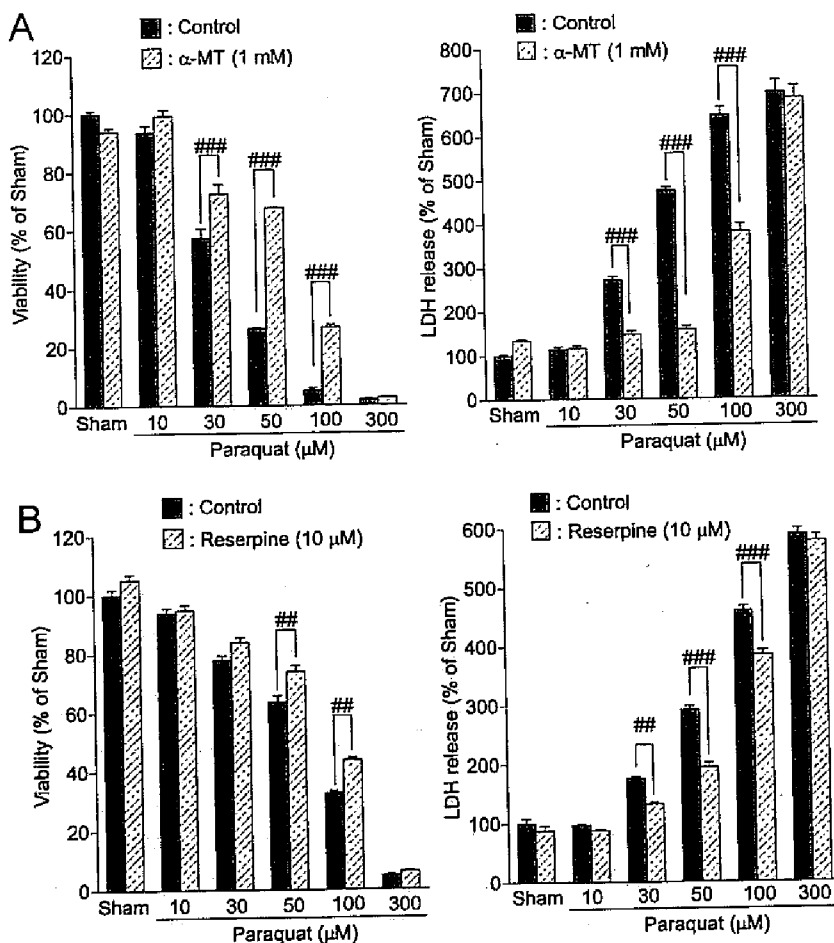 A
: Control
: α-MT (1 mM)
Viability (% of Sham)
120
100
80
60
40
20
0
###
###
###
Sham 10 30 50 100 300
Paraquat (μM)
: Control
: α-MT (1 mM)
LDH release (% of Sham)
800
700
600
500
400
300
200
100
0
###
###
###
Sham 10 30 50 100 300
Paraquat (μM)
B
: Control
: Reserpine (10 μM)
Viability (% of Sham)
120
100
80
60
40
20
0
##
##
Sham 10 30 50 100 300
Paraquat (μM)
: Control
: Reserpine (10 μM)
LDH release (% of Sham)
600
500
400
300
200
100
0
##
###
###
Sham 10 30 50 100 300
Paraquat (μM)